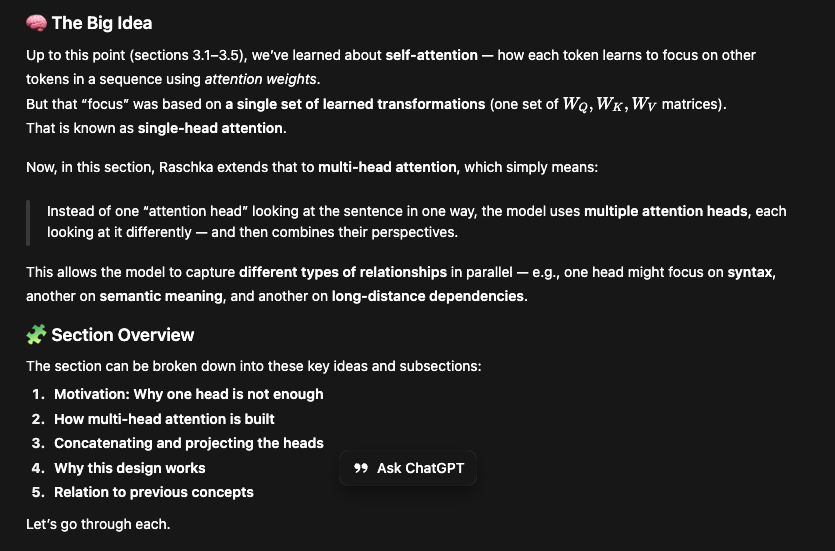 🧠 The Big Idea
Up to this point (sections 3.1–3.5), we’ve learned about self-attention — how each token learns to focus on other
tokens in a sequence using attention weights.
But that “focus” was based on a single set of learned transformations (one set of W_Q, W_K, W_V matrices).
That is known as single-head attention.
Now, in this section, Raschka extends that to multi-head attention, which simply means:
Instead of one “attention head” looking at the sentence in one way, the model uses multiple attention heads, each
looking at it differently — and then combines their perspectives.
This allows the model to capture different types of relationships in parallel — e.g., one head might focus on syntax,
another on semantic meaning, and another on long-distance dependencies.
🧩 Section Overview
The section can be broken down into these key ideas and subsections:
1. Motivation: Why one head is not enough
2. How multi-head attention is built
3. Concatenating and projecting the heads
4. Why this design works
Ask ChatGPT
5. Relation to previous concepts
Let’s go through each.